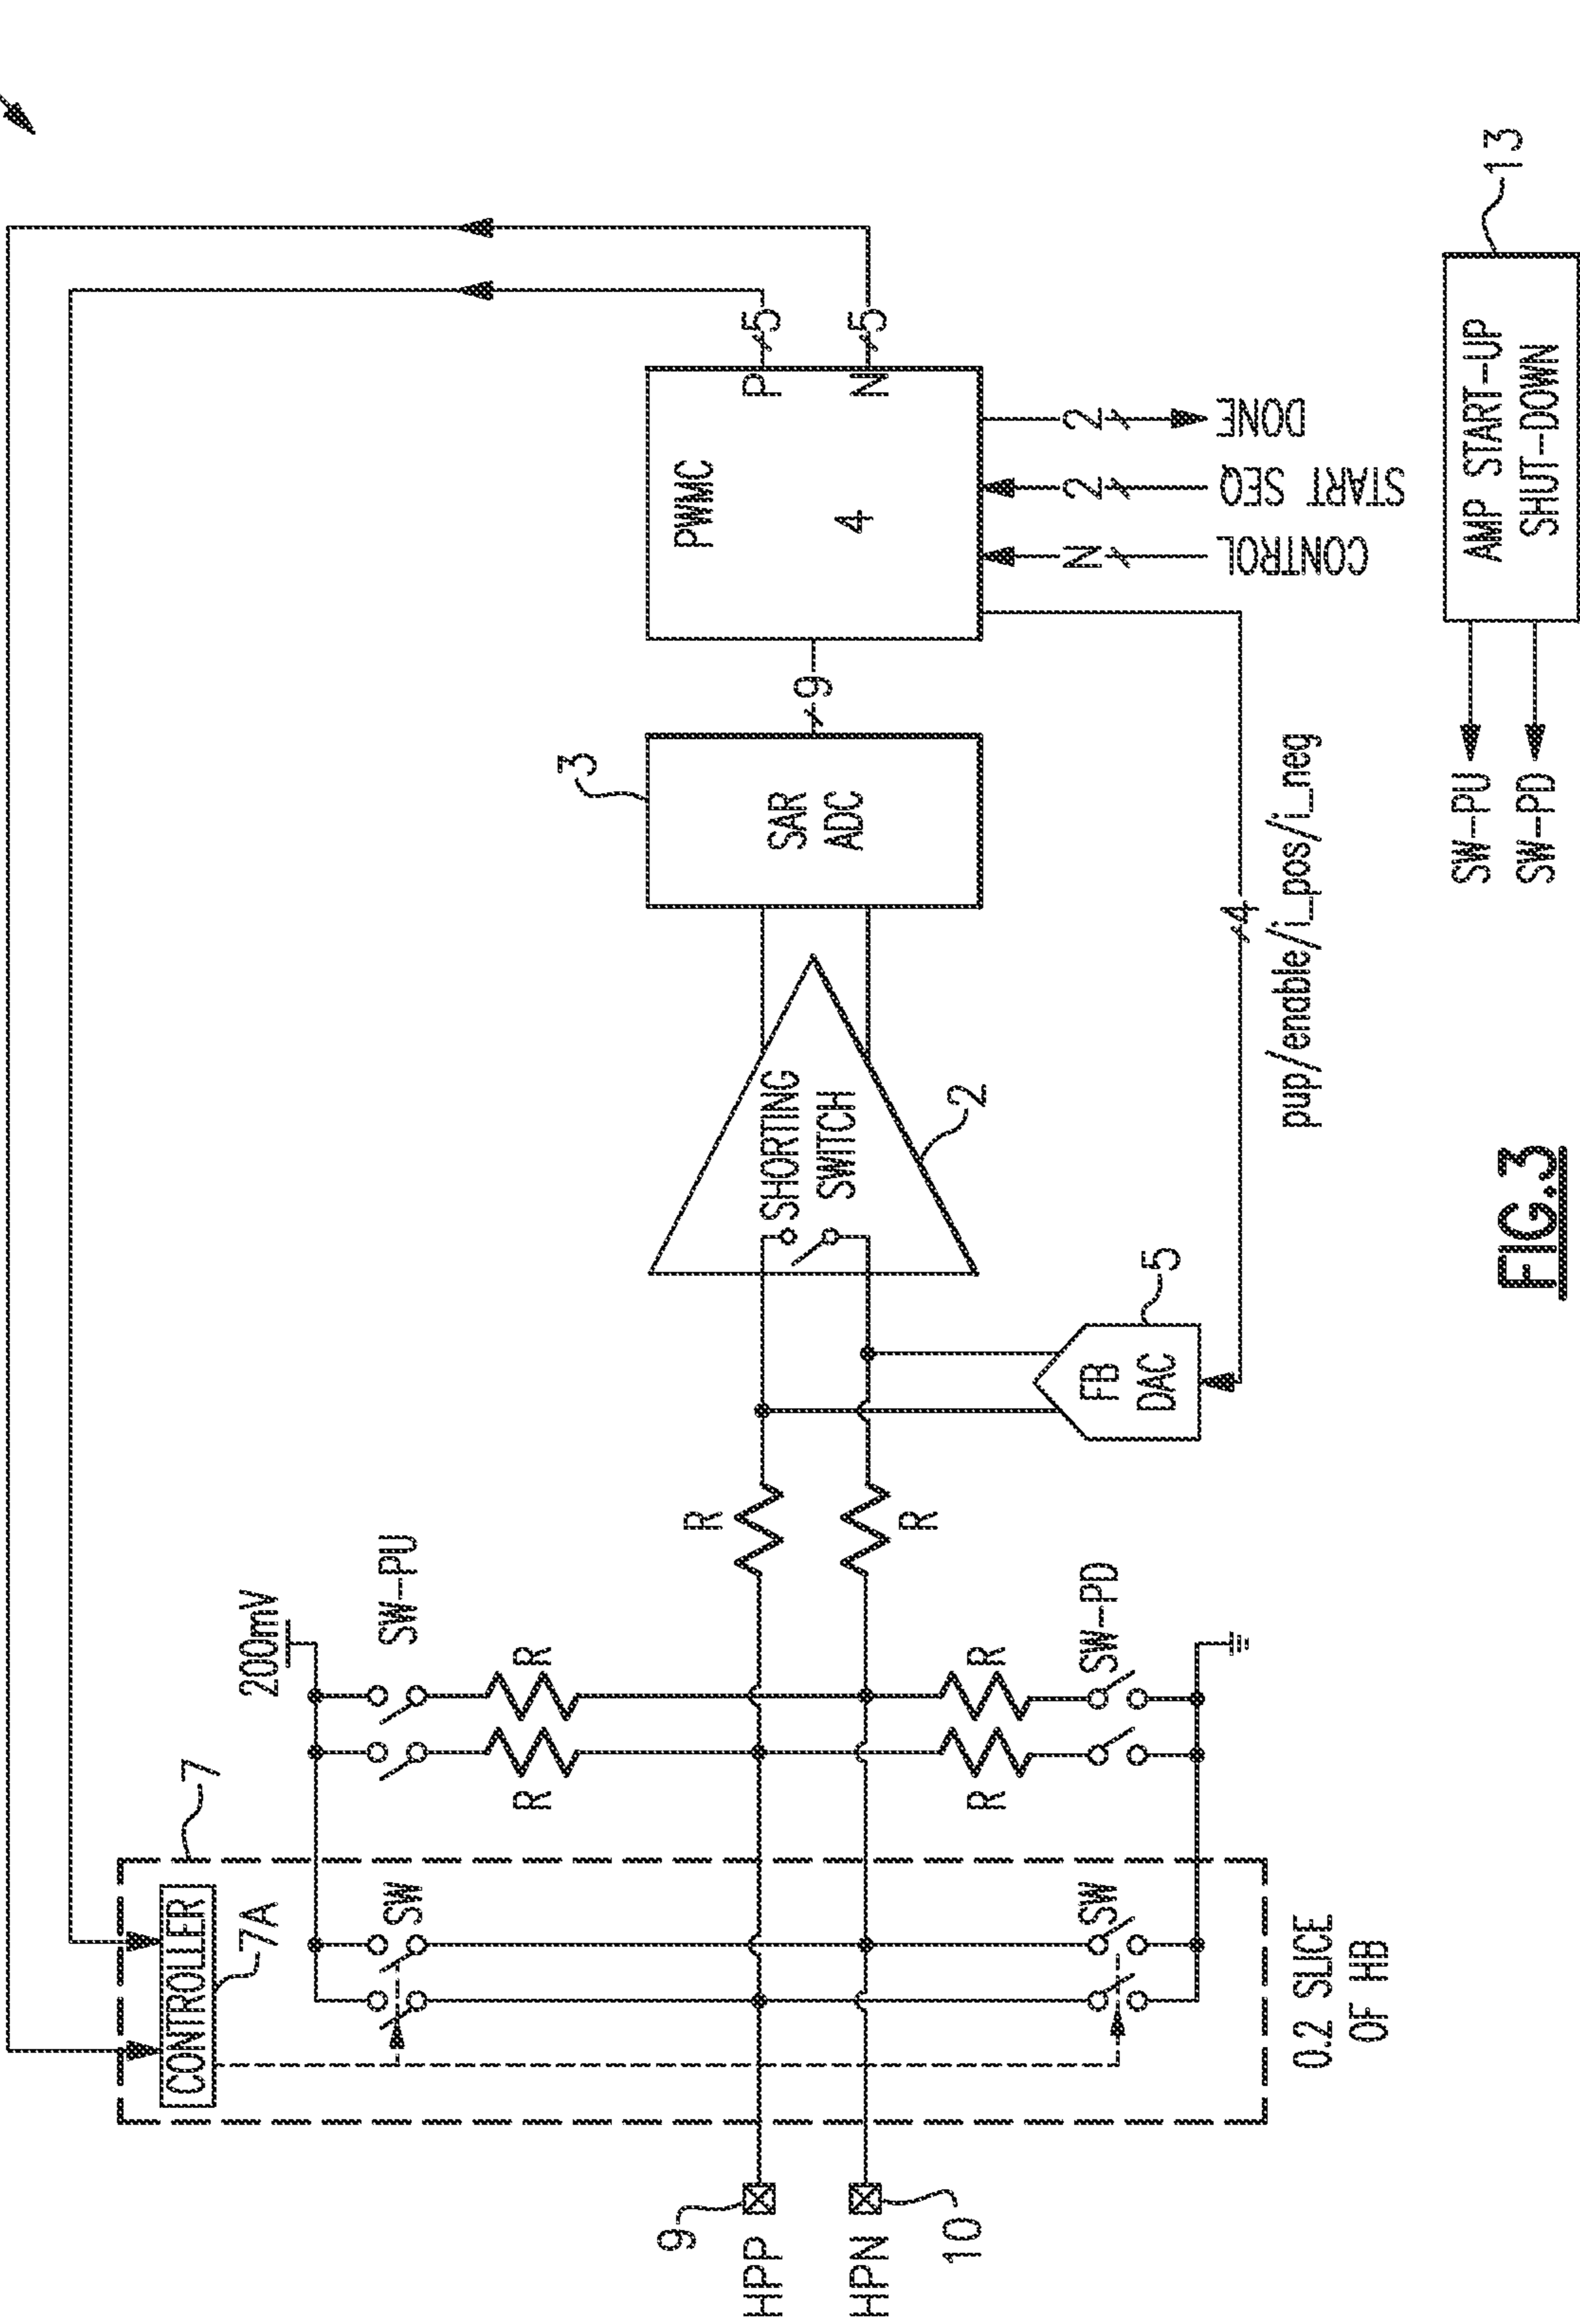 7
CONTROLLER
7A
SW
SW
0.2 SLICE
OF HB
9
HPP
HPN
10
200mV
SW-PU
R
R
R
R
SW-PD
R
R
FB
DAC
5
SHORTING
SWITCH
2
3
SAR
ADC
9
PWMC
4
P
N
5
5
CONTROL
N
START SEQ
2
DONE
2
4
pup/enable/i_pos/i_neg
AMP START-UP
SHUT-DOWN
13
SW-PU
SW-PD
FIG.3